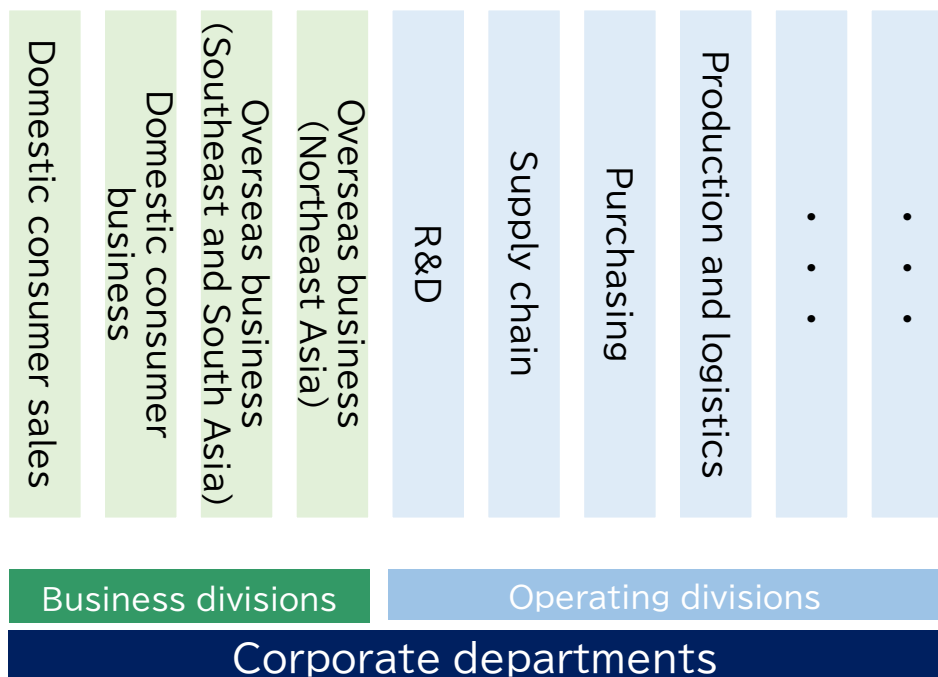 Domestic consumer sales
Domestic consumer
business
Overseas business
(Southeast and South Asia)
Overseas business
(Northeast Asia)
R&D
Supply chain
Purchasing
Production and logistics
・・・
・・・
Business divisions
Operating divisions
Corporate departments